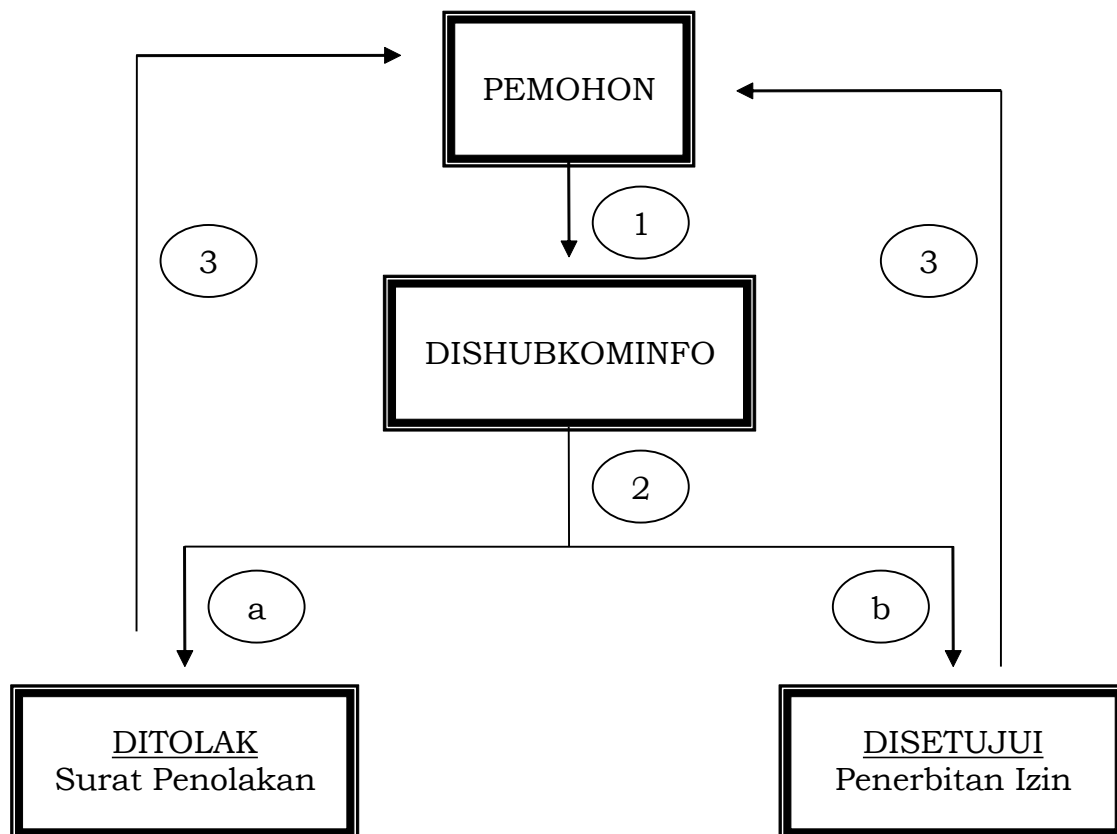 PEMOHON
1
3
3
DISHUBKOMINFO
2
a
b
DITOLAK
Surat Penolakan
DISETUJUI
Penerbitan Izin